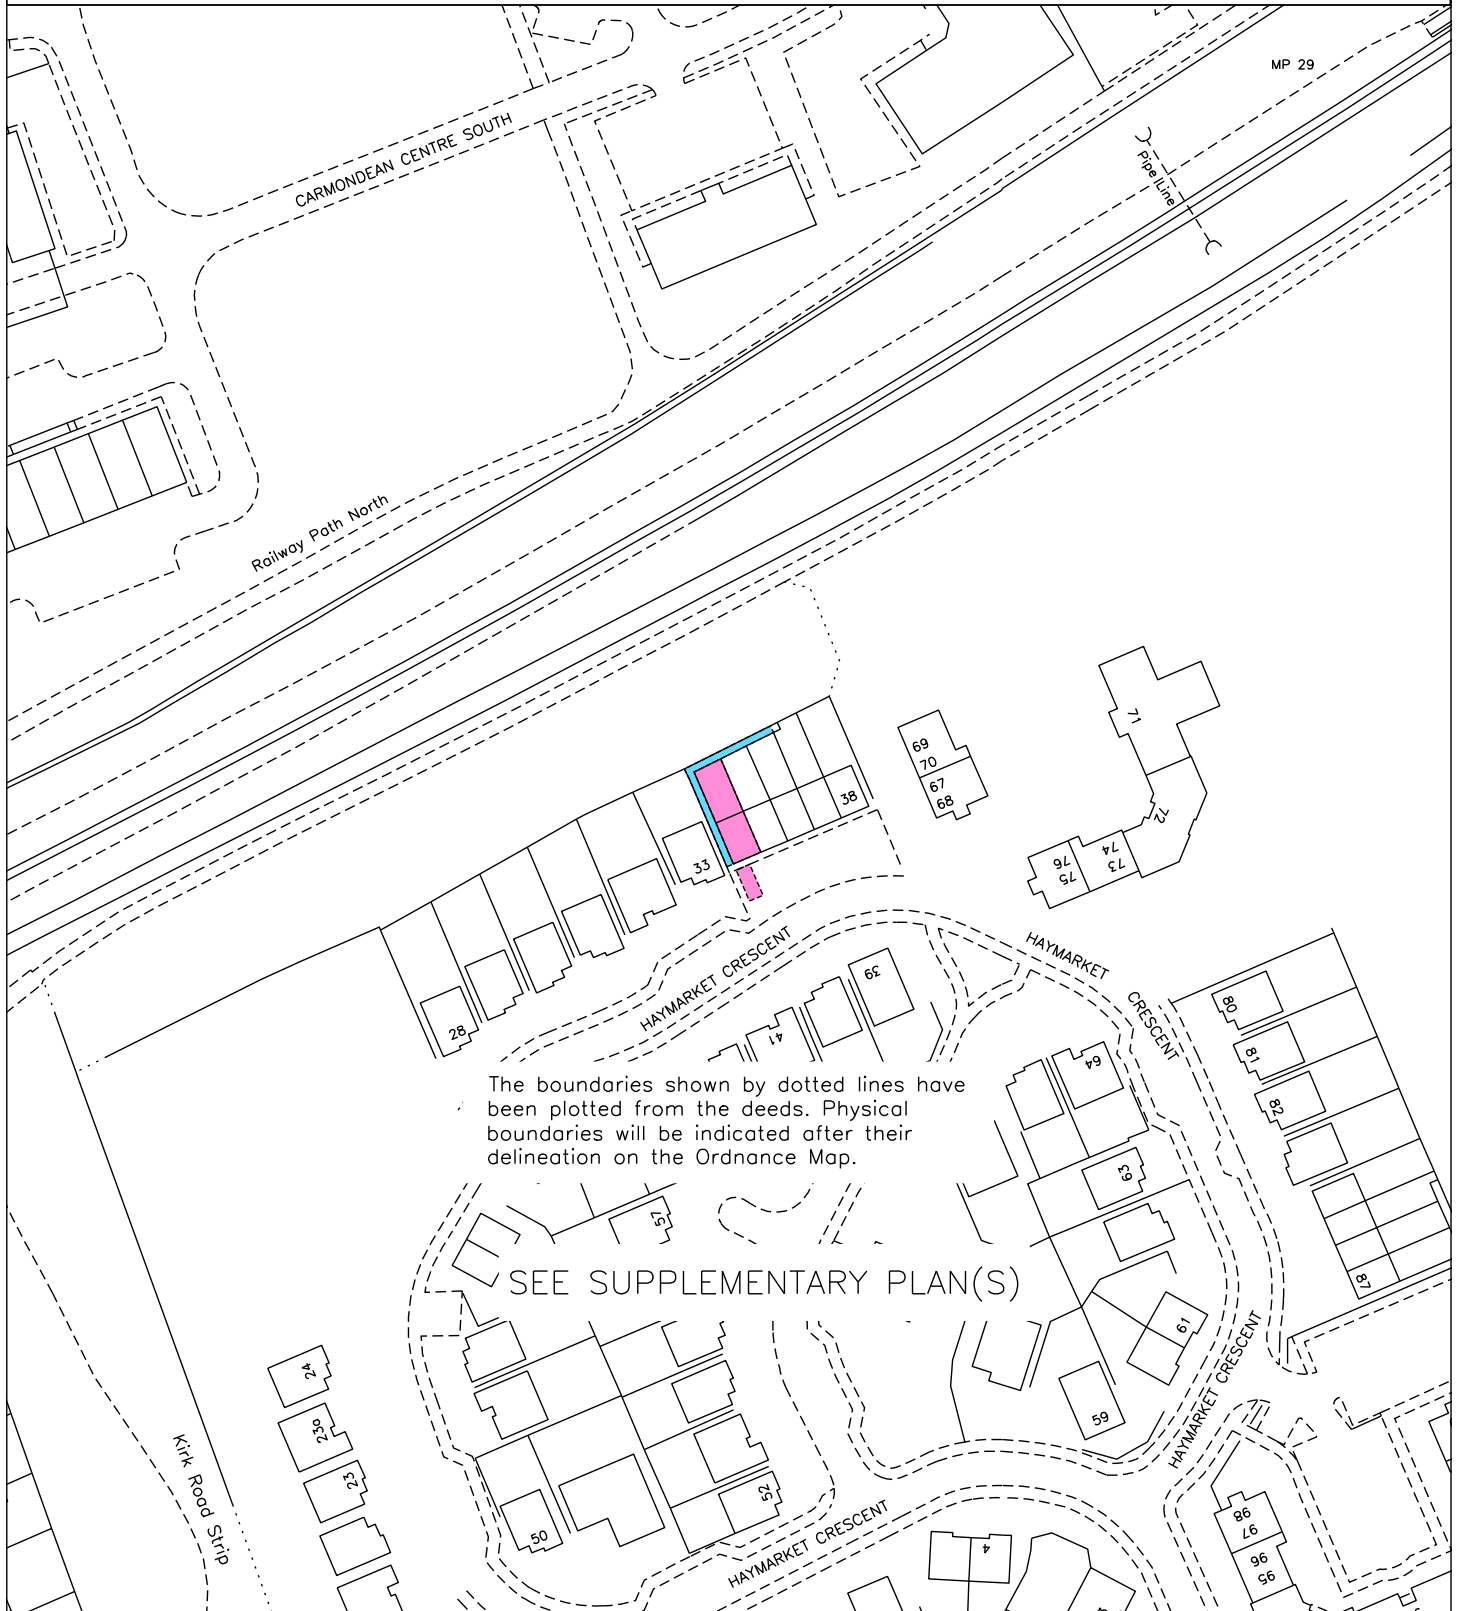 MP 29
CARMONDEAN CENTRE SOUTH
Pipe Line
Railway Path North
71
69
70
67
68
38
72
33
74
73
76
75
HAYMARKET CRESCENT
HAYMARKET
CRESCENT
39
28
41
80
81
82
64
The boundaries shown by dotted lines have
been plotted from the deeds. Physical
boundaries will be indicated after their
delineation on the Ordnance Map.
63
57
SEE SUPPLEMENTARY PLAN(S)
87
61
24
23a
23
59
HAYMARKET CRESCENT
Kirk Road Strip
52
50
HAYMARKET CRESCENT
4
98
97
96
95